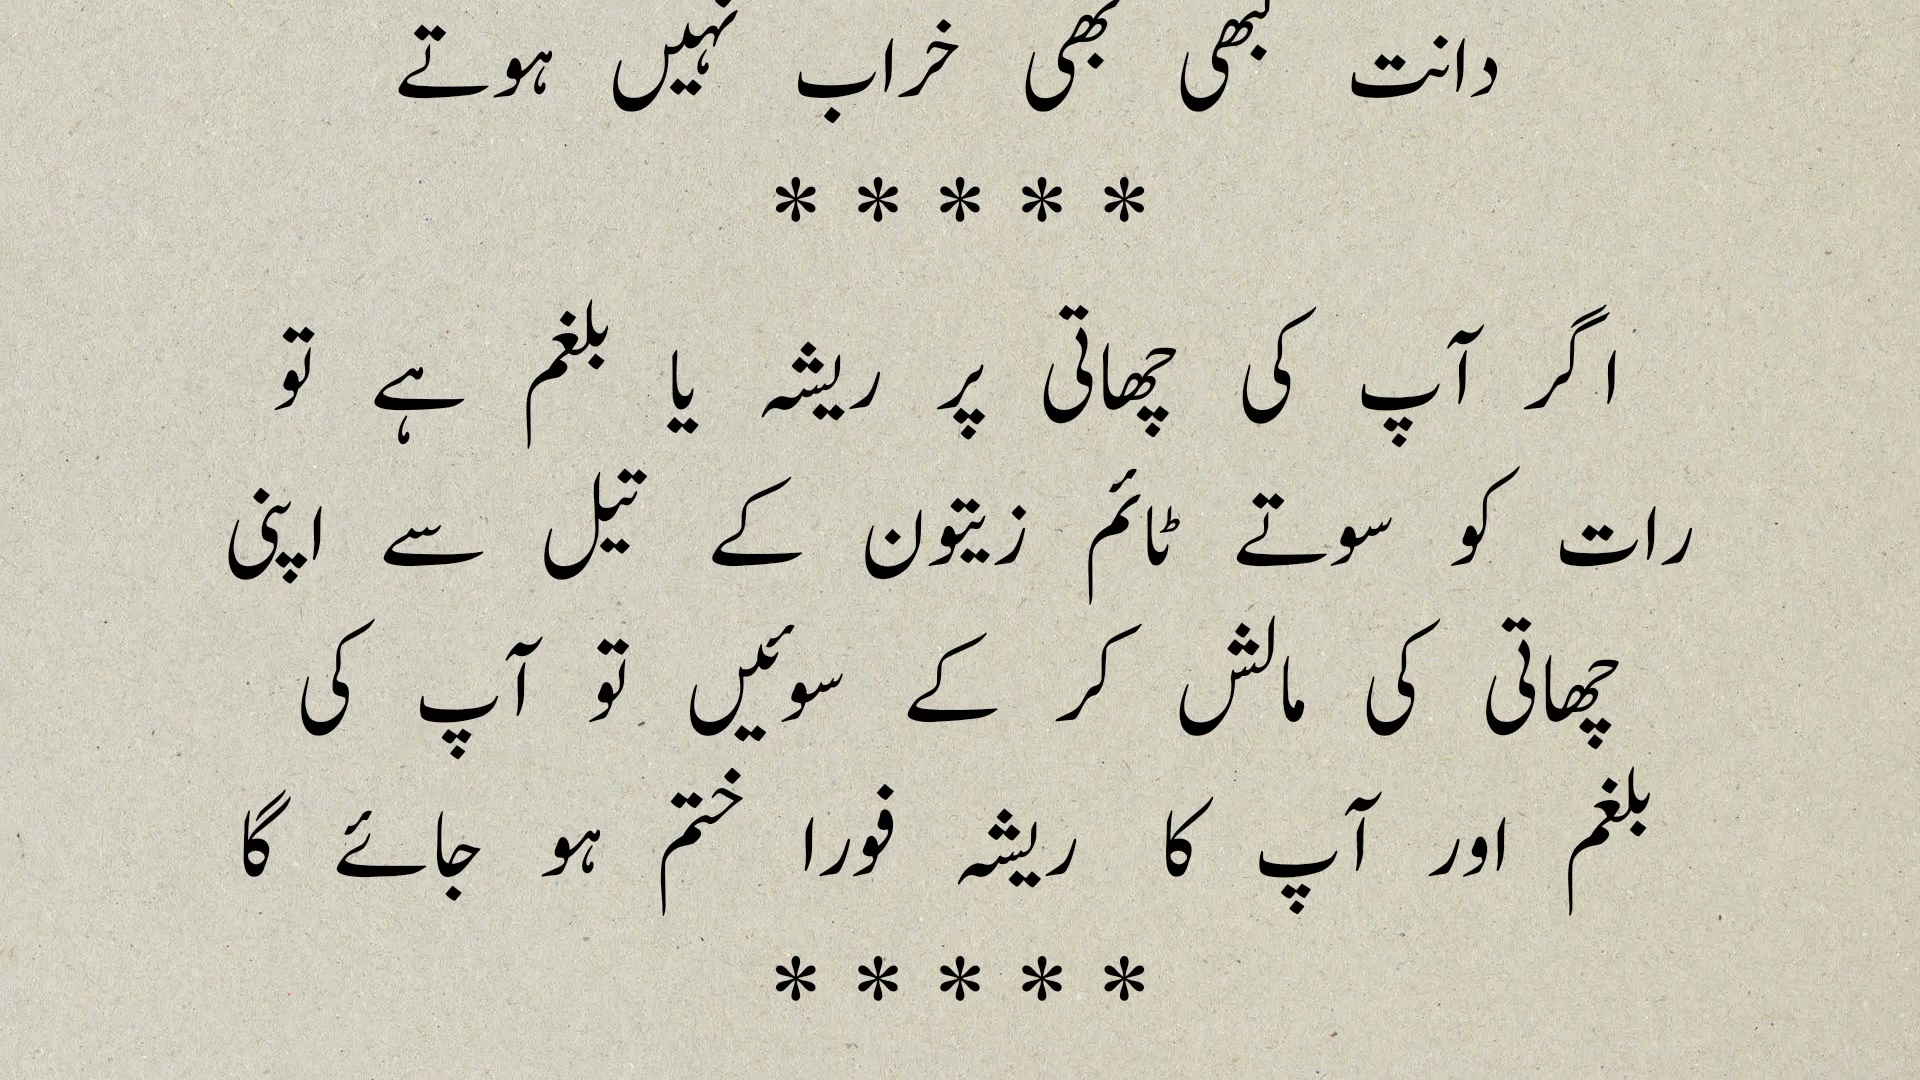 دانت کبھی بھی خراب نہیں ہوتے
* * * * *
اگر آپ کی چھاتی پر ریشہ یا بلغم ہے تو
رات کو سوتے ٹائم زیتون کے تیل سے اپنی
چھاتی کی مالش کر کے سوئیں تو آپ کی
بلغم اور آپ کا ریشہ فورا ختم ہو جائے گا
* * * * *